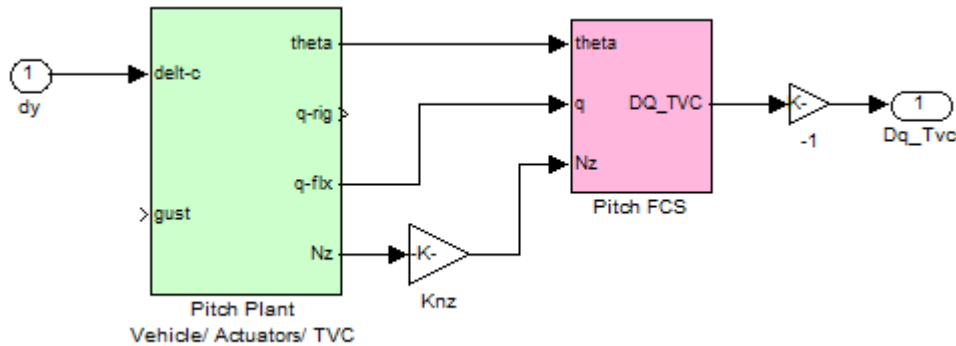 1
dy
delt-c
gust
theta
q-rig
q-flx
Nz
Pitch Plant
Vehicle/ Actuators/ TVC
-K-
Knz
theta
q
Nz
DQ_TVC
Pitch FCS
-K-
-1
1
Dq_Tvc